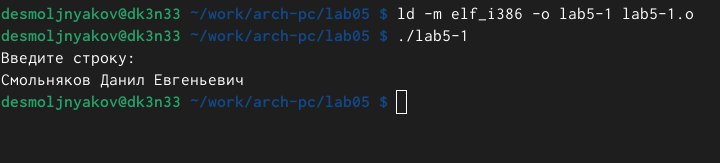 desmoljnyakov@dk3n33 ~/work/arch-pc/lab05 $ ld -m elf_i386 -o lab5-1 lab5-1.o
desmoljnyakov@dk3n33 ~/work/arch-pc/lab05 $ ./lab5-1
Введите строку:
Смольняков Данил Евгеньевич
desmoljnyakov@dk3n33 ~/work/arch-pc/lab05 $